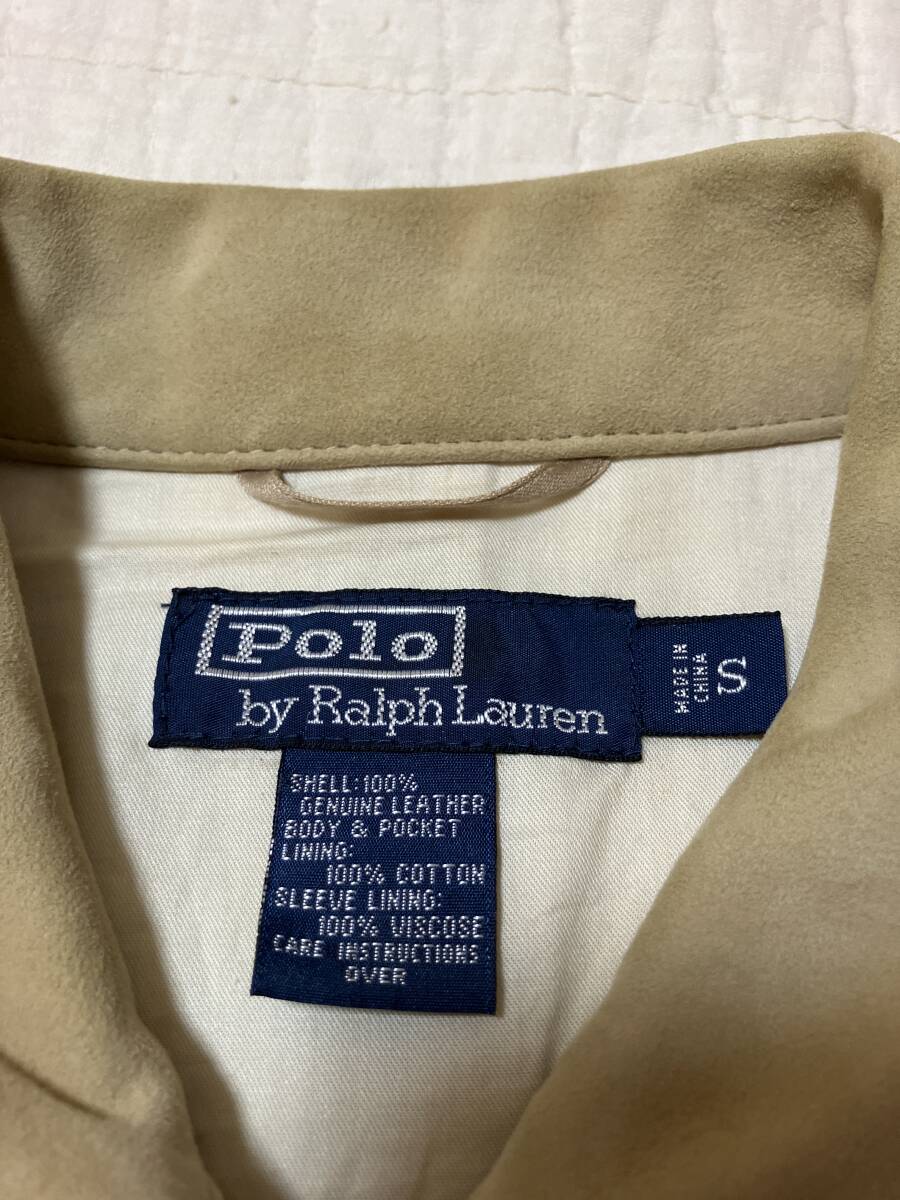 Polo
by Ralph Lauren
MADE IN
CHINA
S
SHELL:100%
GENUINE LEATHER
BODY & POCKET
LINING:
100% COTTON
SLEEVE LINING:
100% VISCOSE
CARE INSTRUCTIONS
OVER